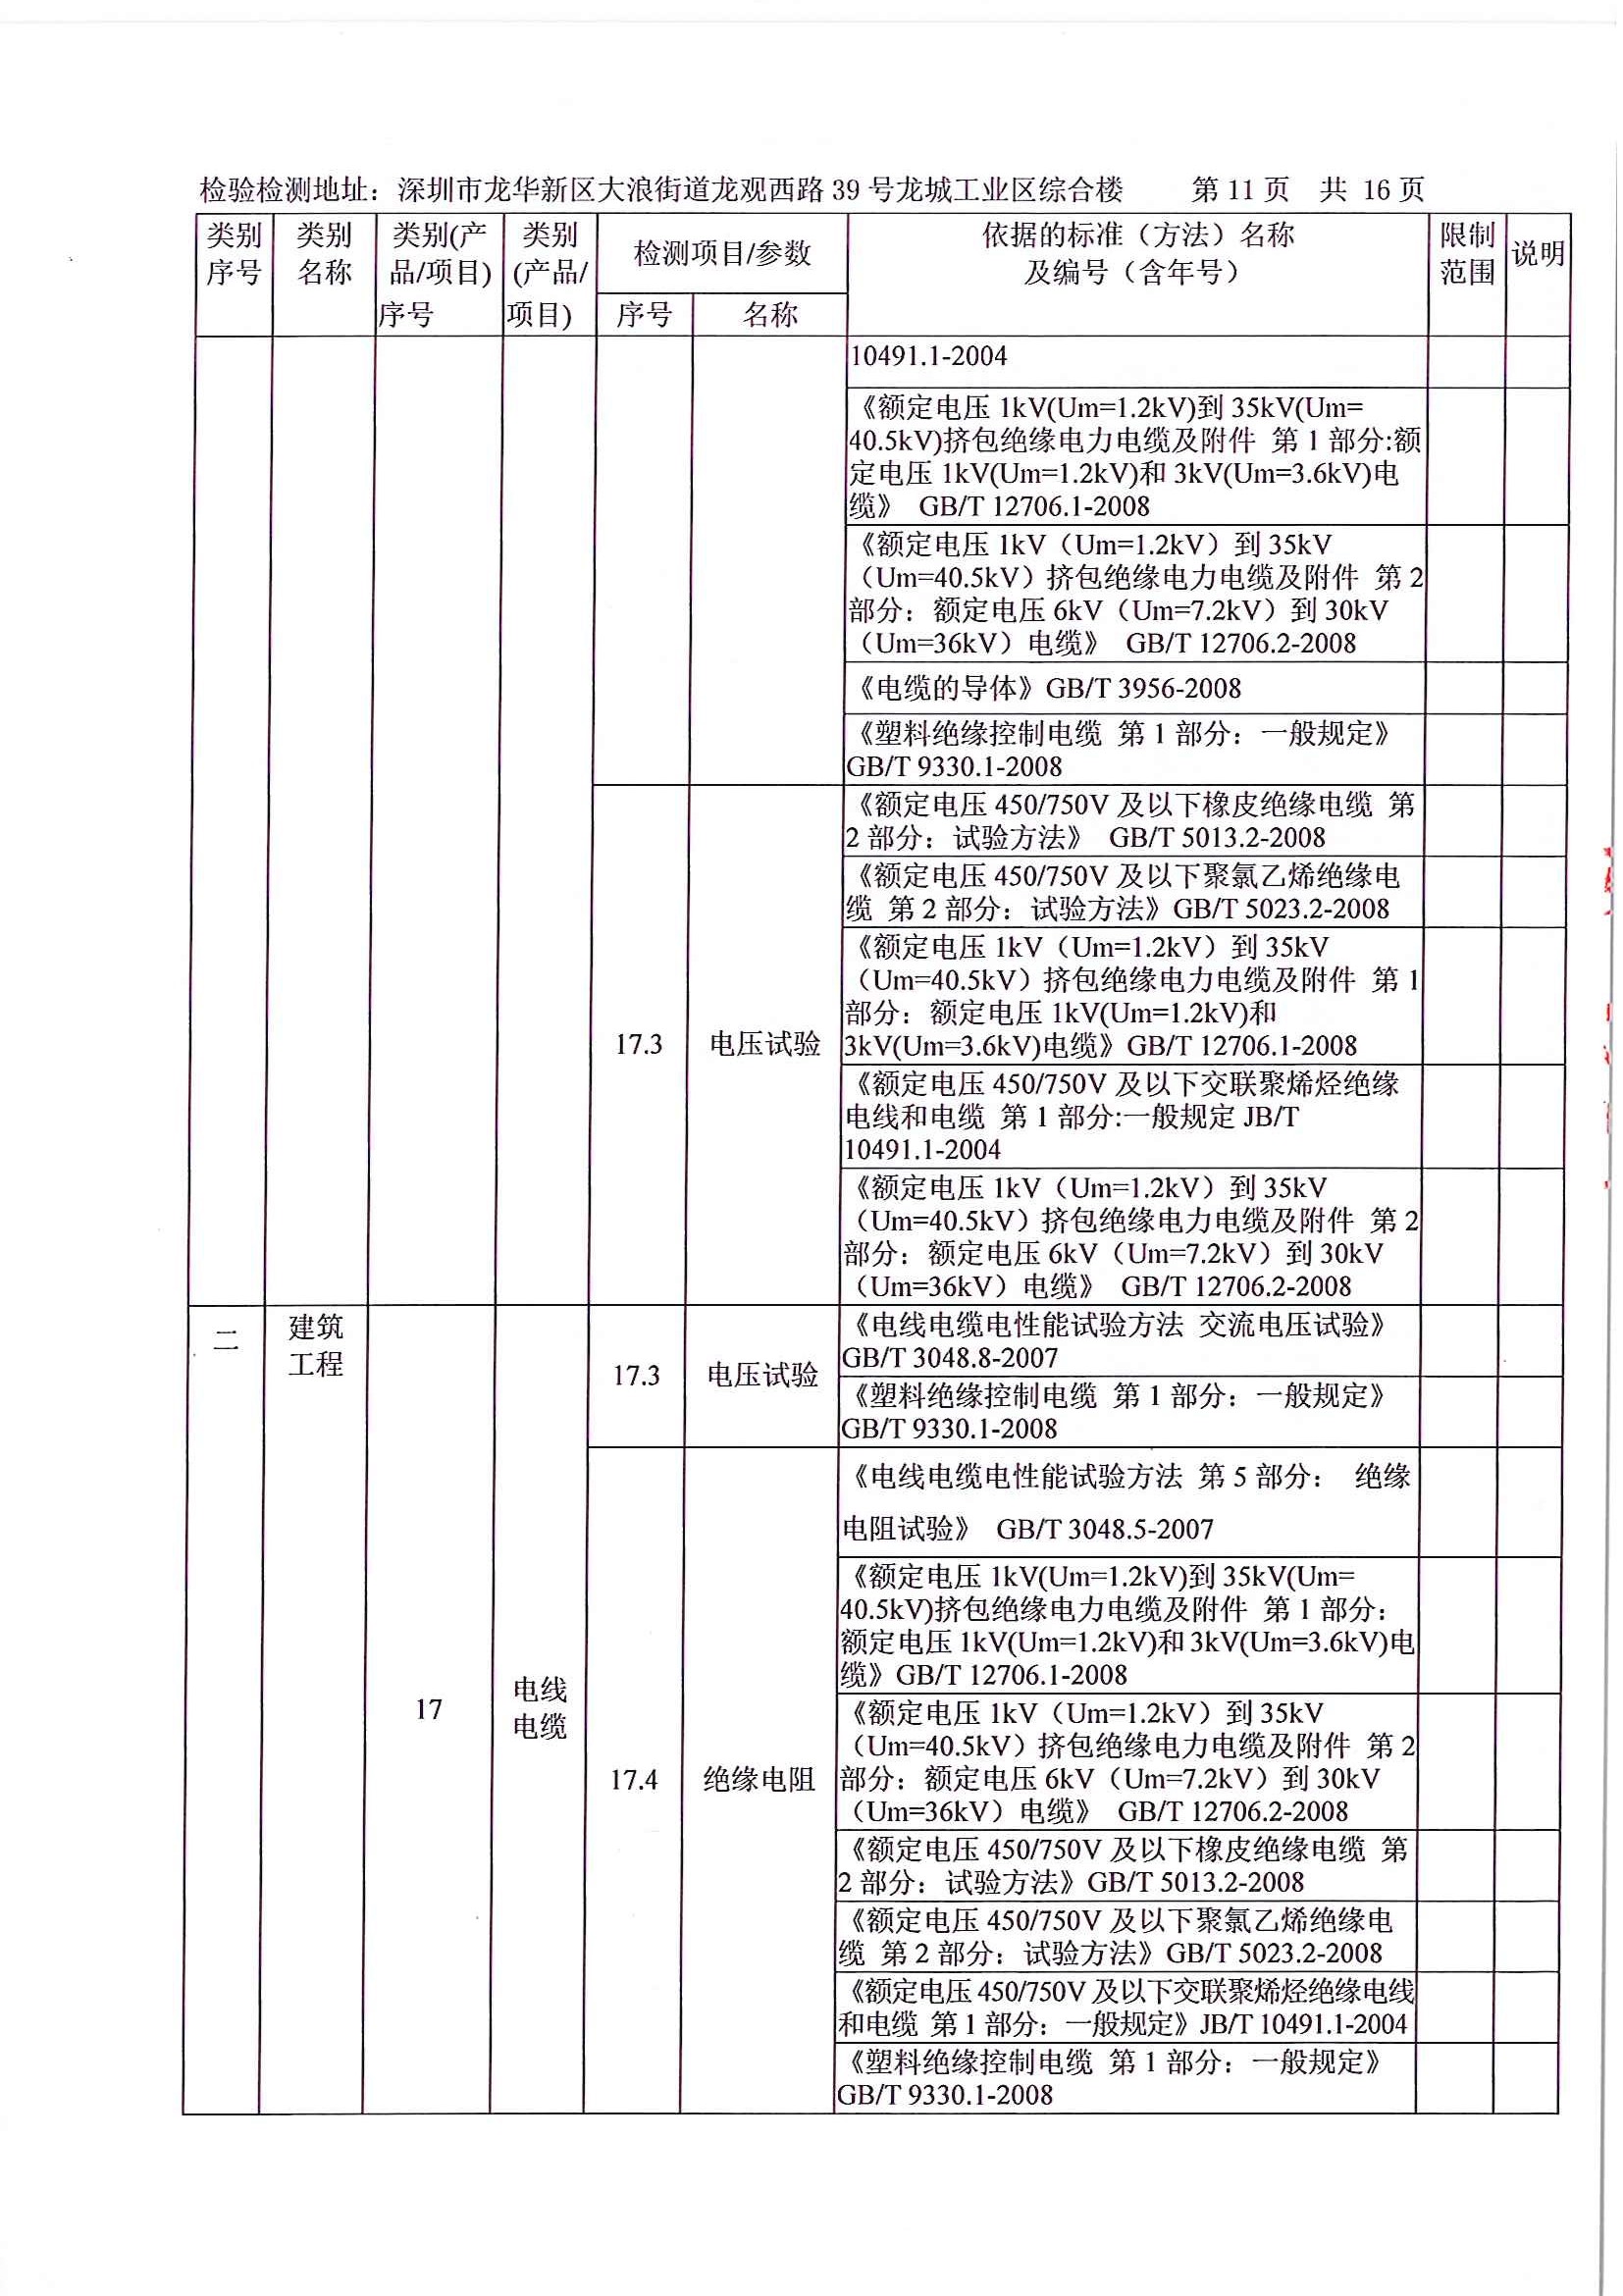 检验检测地址：深圳市龙华新区大浪街道龙观西路 39 号龙城工业区综合楼 第 11 页 共 16 页
类别序号
类别名称
类别(产品/项目)序号
类别(产品/项目)
检测项目/参数
序号
名称
依据的标准（方法）名称
及编号（含年号）
限制范围
说明
10491.1-2004
《额定电压 1kV(Um=1.2kV)到 35kV(Um=
40.5kV)挤包绝缘电力电缆及附件 第 1 部分:额
定电压 1kV(Um=1.2kV)和 3kV(Um=3.6kV)电
缆》 GB/T 12706.1-2008
《额定电压 1kV（Um=1.2kV）到 35kV
（Um=40.5kV）挤包绝缘电力电缆及附件 第 2
部分：额定电压 6kV（Um=7.2kV）到 30kV
（Um=36kV）电缆》 GB/T 12706.2-2008
《电缆的导体》GB/T 3956-2008
《塑料绝缘控制电缆 第 1 部分：一般规定》
GB/T 9330.1-2008
17.3
电压试验
《额定电压 450/750V 及以下橡皮绝缘电缆 第
2 部分：试验方法》 GB/T 5013.2-2008
《额定电压 450/750V 及以下聚氯乙烯绝缘电
缆 第 2 部分：试验方法》GB/T 5023.2-2008
《额定电压 1kV（Um=1.2kV）到 35kV
（Um=40.5kV）挤包绝缘电力电缆及附件 第 1
部分：额定电压 1kV(Um=1.2kV)和
3kV(Um=3.6kV)电缆》GB/T 12706.1-2008
《额定电压 450/750V 及以下交联聚烯烃绝缘
电线和电缆 第 1 部分:一般规定 JB/T
10491.1-2004
《额定电压 1kV（Um=1.2kV）到 35kV
（Um=40.5kV）挤包绝缘电力电缆及附件 第 2
部分：额定电压 6kV（Um=7.2kV）到 30kV
（Um=36kV）电缆》 GB/T 12706.2-2008
二
建筑
工程
17
电线
电缆
17.3
电压试验
《电线电缆电性能试验方法 交流电压试验》
GB/T 3048.8-2007
《塑料绝缘控制电缆 第 1 部分：一般规定》
GB/T 9330.1-2008
17.4
绝缘电阻
《电线电缆电性能试验方法 第 5 部分： 绝缘
电阻试验》 GB/T 3048.5-2007
《额定电压 1kV(Um=1.2kV)到 35kV(Um=
40.5kV)挤包绝缘电力电缆及附件 第 1 部分：
额定电压 1kV(Um=1.2kV)和 3kV(Um=3.6kV)电
缆》GB/T 12706.1-2008
《额定电压 1kV（Um=1.2kV）到 35kV
（Um=40.5kV）挤包绝缘电力电缆及附件 第 2
部分：额定电压 6kV（Um=7.2kV）到 30kV
（Um=36kV）电缆》 GB/T 12706.2-2008
《额定电压 450/750V 及以下橡皮绝缘电缆 第
2 部分：试验方法》GB/T 5013.2-2008
《额定电压 450/750V 及以下聚氯乙烯绝缘电
缆 第 2 部分：试验方法》GB/T 5023.2-2008
《额定电压 450/750V 及以下交联聚烯烃绝缘电线
和电缆 第 1 部分：一般规定》JB/T 10491.1-2004
《塑料绝缘控制电缆 第 1 部分：一般规定》
GB/T 9330.1-2008